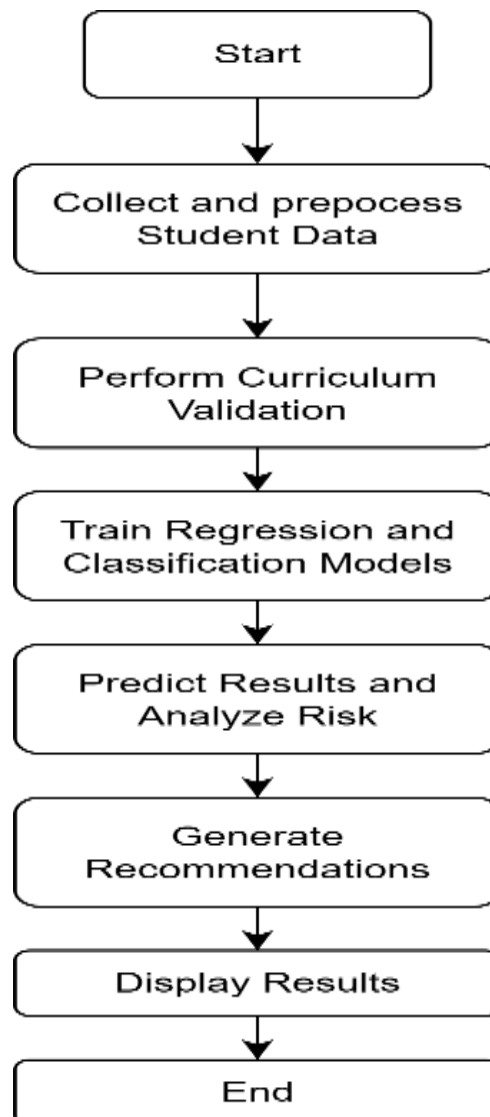 Start
Collect and prepocess
Student Data
Perform Curriculum
Validation
Train Regression and
Classification Models
Predict Results and
Analyze Risk
Generate
Recommendations
Display Results
End